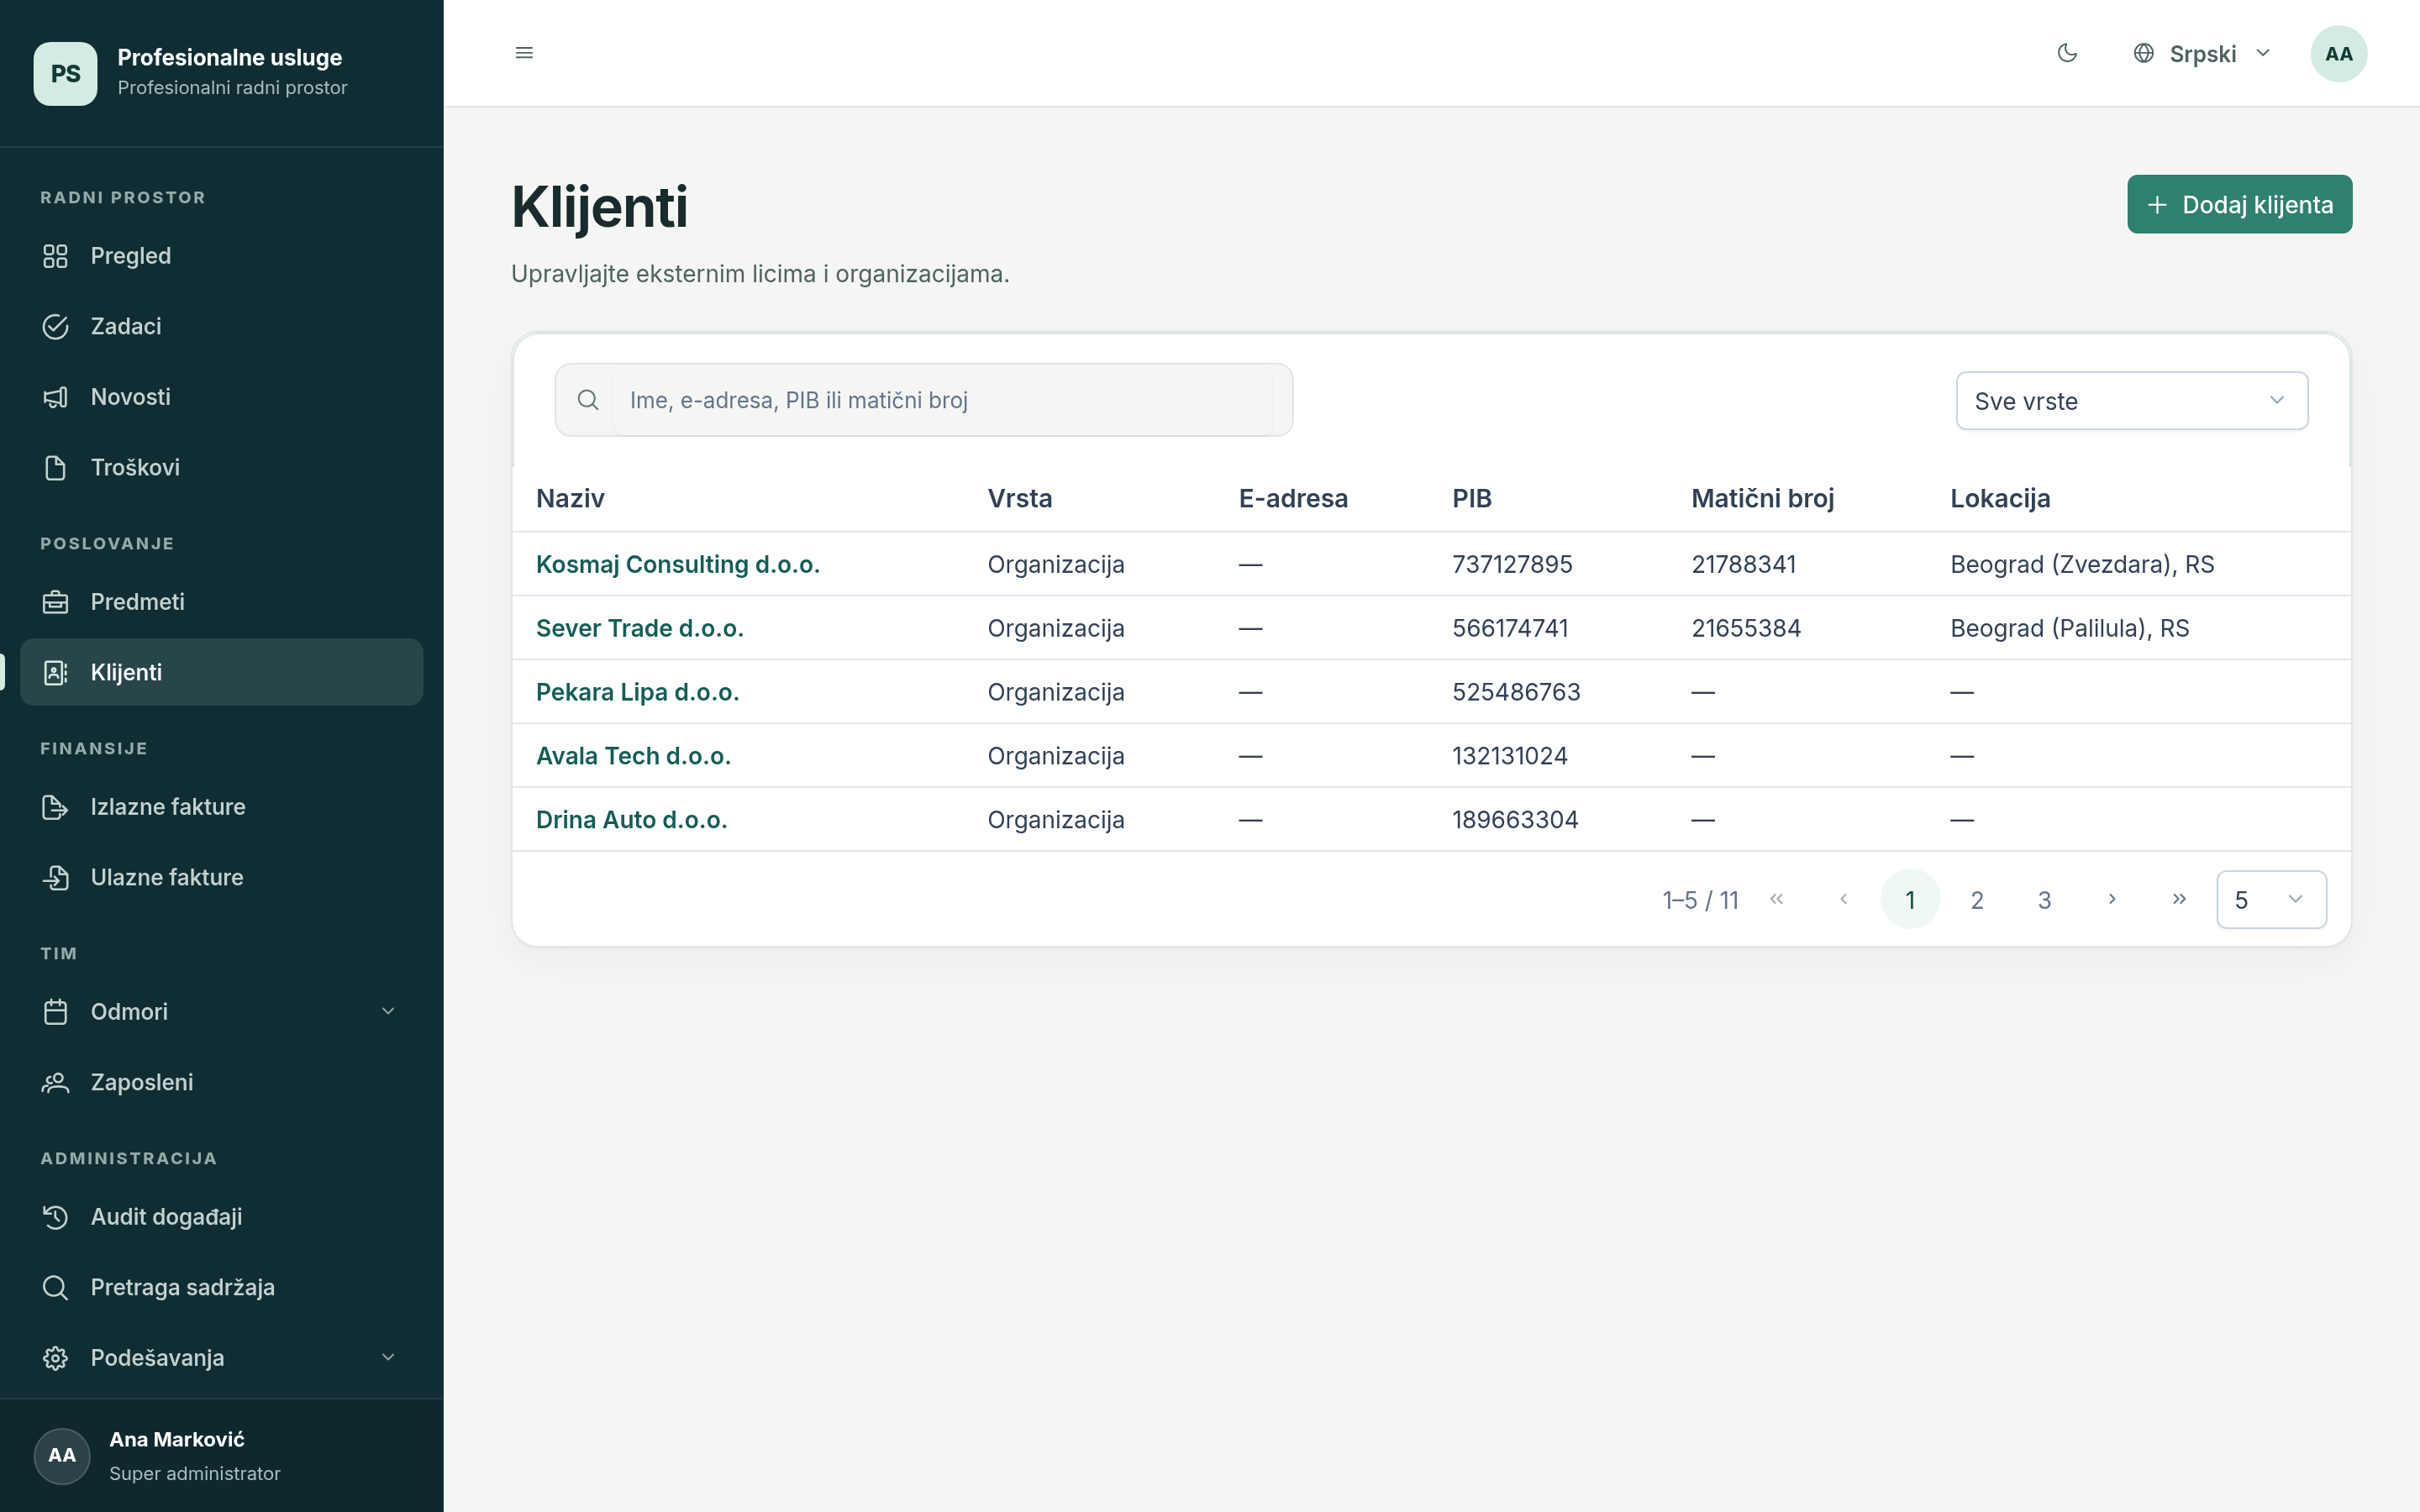 PS
Profesionalne usluge
Profesionalni radni prostor
RADNI PROSTOR
Pregled
Zadaci
Novosti
Troškovi
POSLOVANJE
Predmeti
Klijenti
FINANSIJE
Izlazne fakture
Ulazne fakture
TIM
Odmori
Zaposleni
ADMINISTRACIJA
Audit događaji
Pretraga sadržaja
Podešavanja
AA
Ana Marković
Super administrator
Srpski
AA
Klijenti
Dodaj klijenta
Upravljajte eksternim licima i organizacijama.
Ime, e-adresa, PIB ili matični broj
Sve vrste
Naziv Vrsta E-adresa PIB Matični broj Lokacija
Kosmaj Consulting d.o.o. Organizacija — 737127895 21788341 Beograd (Zvezdara), RS
Sever Trade d.o.o. Organizacija — 566174741 21655384 Beograd (Palilula), RS
Pekara Lipa d.o.o. Organizacija — 525486763 — —
Avala Tech d.o.o. Organizacija — 132131024 — —
Drina Auto d.o.o. Organizacija — 189663304 — —
1–5 / 11 « ‹ 1 2 3 › » 5